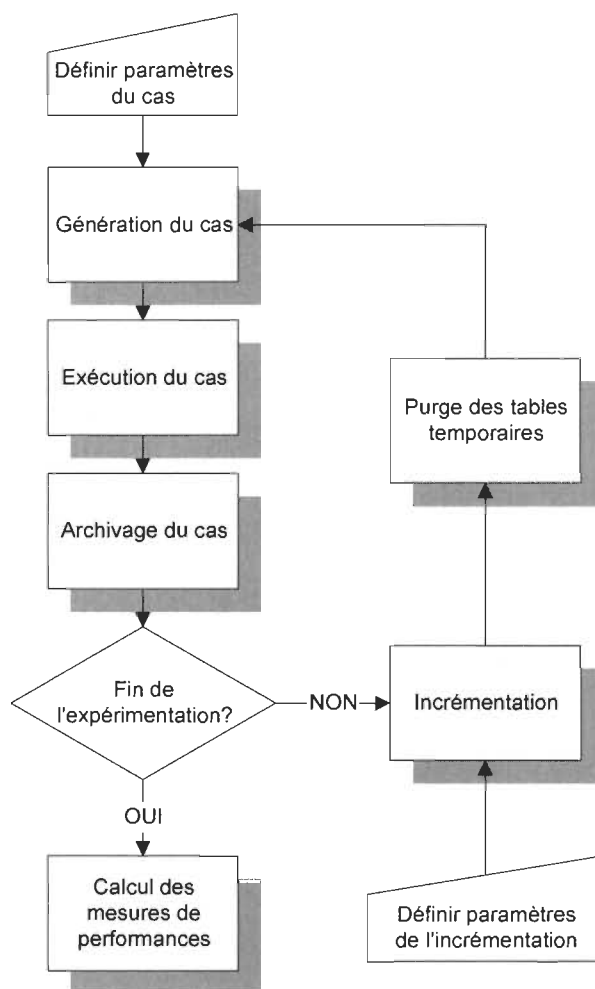 Définir paramètres
du cas
Génération du cas
Exécution du cas
Purge des tables
temporaires
Archivage du cas
Fin de
l'expérimentation?
NON
Incrémentation
OUI
Calcul des
mesures de
performances
Définir paramètres
de l'incrémentation